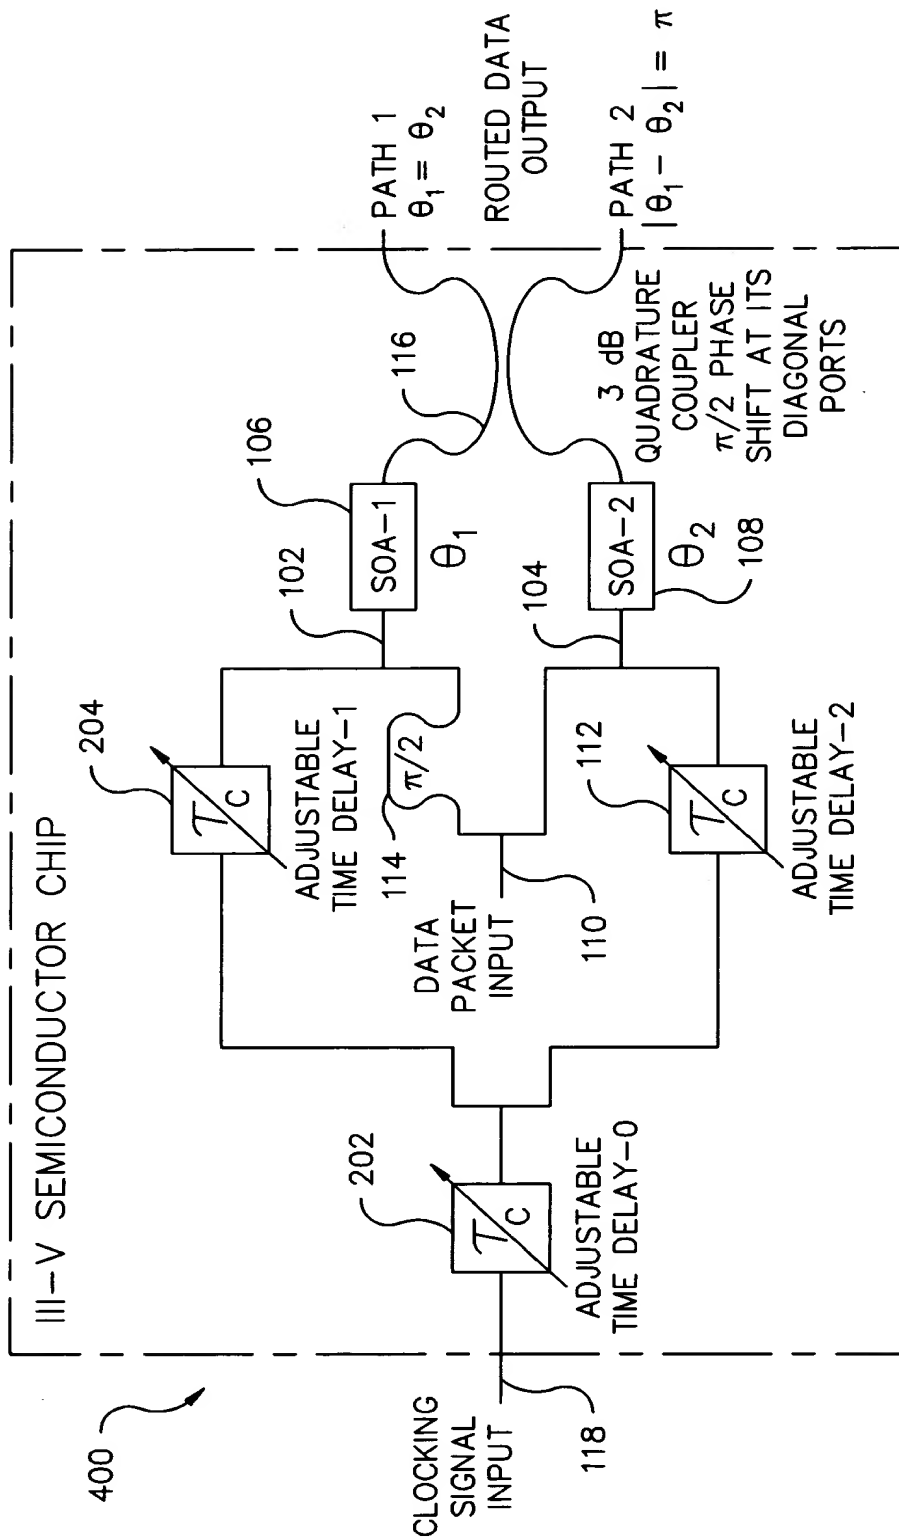 400
III-V SEMICONDUCTOR CHIP
CLOCKING
SIGNAL
INPUT
118
202
τ
C
ADJUSTABLE
TIME DELAY-0
204
τ
C
ADJUSTABLE
TIME DELAY-1
114
π/2
DATA
PACKET
INPUT
110
112
τ
C
ADJUSTABLE
TIME DELAY-2
102
104
106
SOA-1
θ1
SOA-2
θ2
108
116
3 dB
QUADRATURE
COUPLER
π/2 PHASE
SHIFT AT ITS
DIAGONAL
PORTS
PATH 1
θ1 = θ2
ROUTED DATA
OUTPUT
PATH 2
|θ1 - θ2| = π